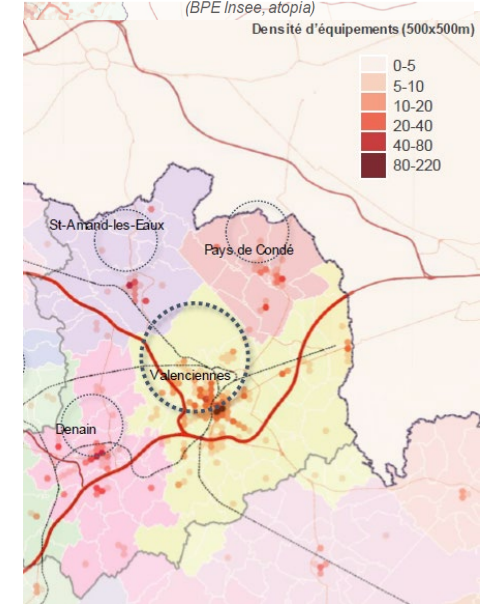 (BPE Insee, atopia)
Densité d'équipements (500x500m)
0-5
5-10
10-20
20-40
40-80
80-220
St-Amand-les-Eaux
Pays de Condé
Valenciennes
Denain